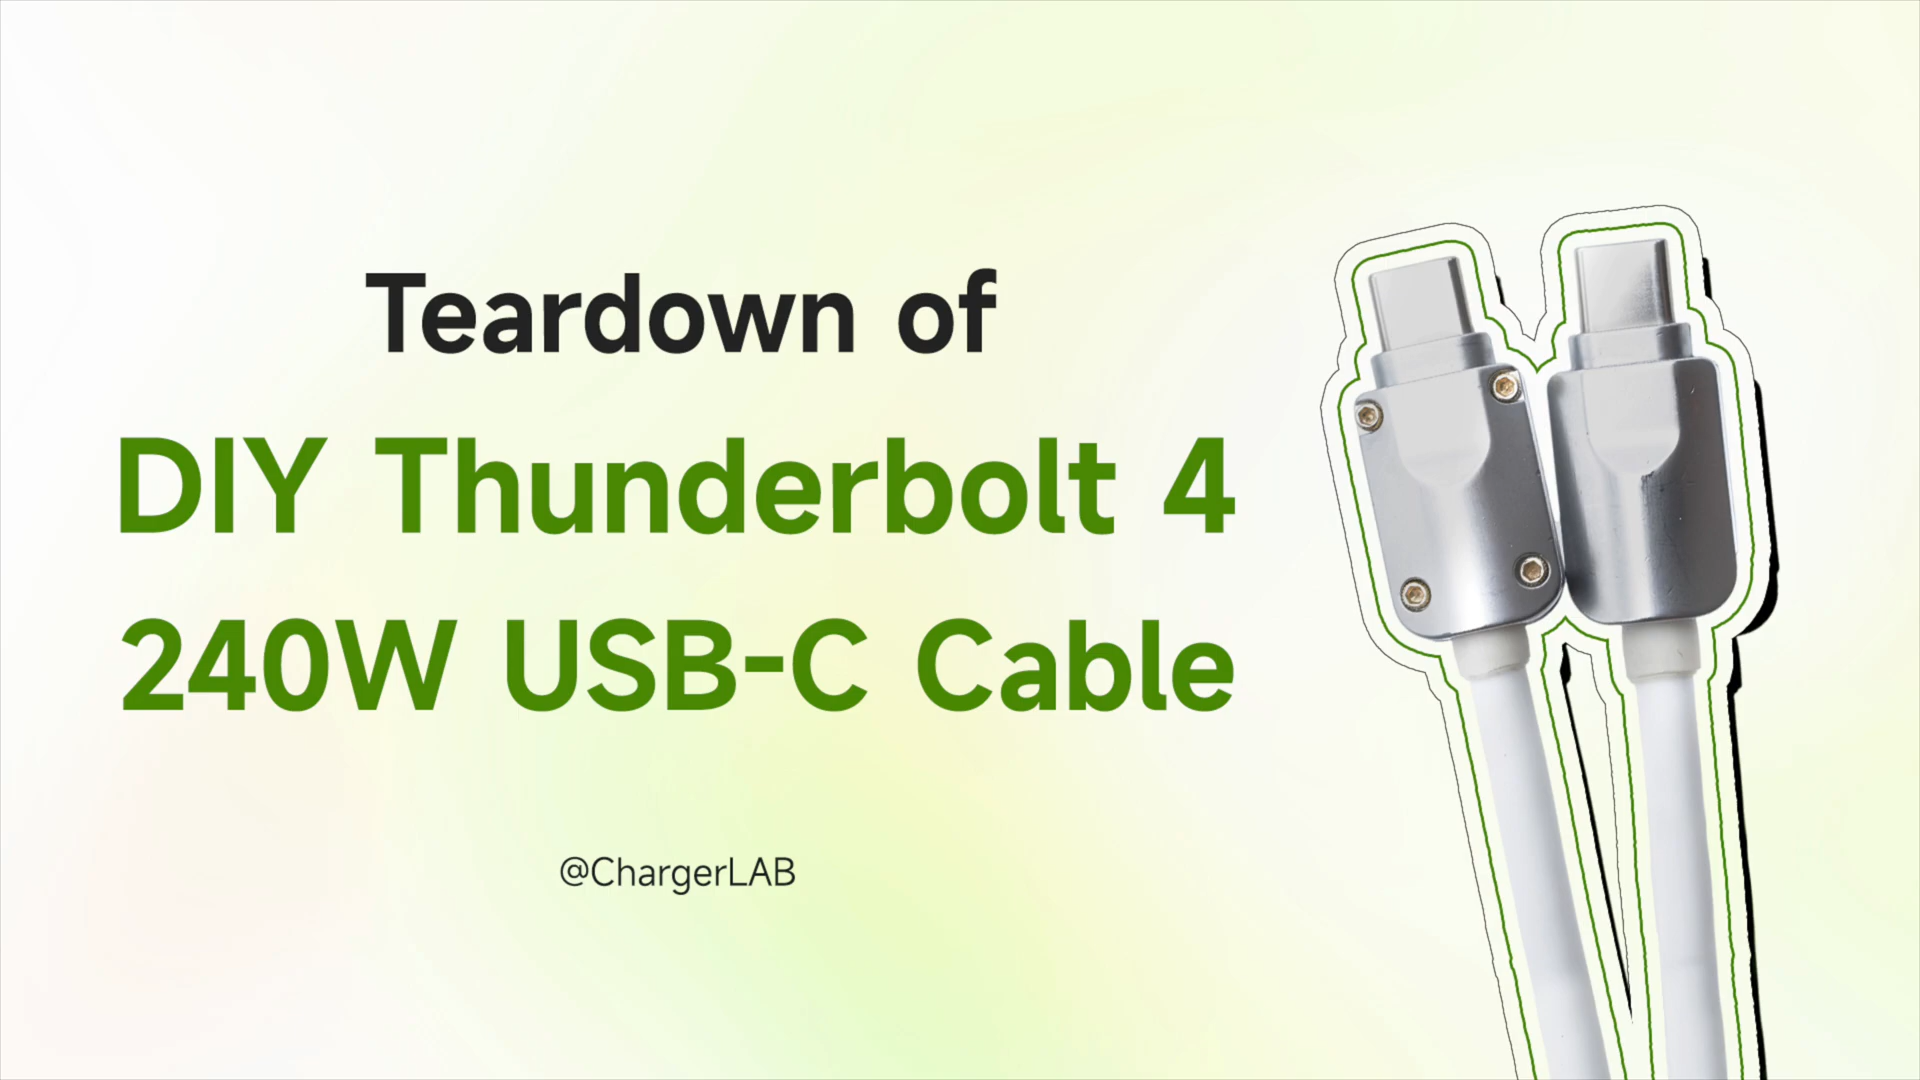 Teardown of
DIY Thunderbolt 4
240W USB-C Cable
@ChargerLAB